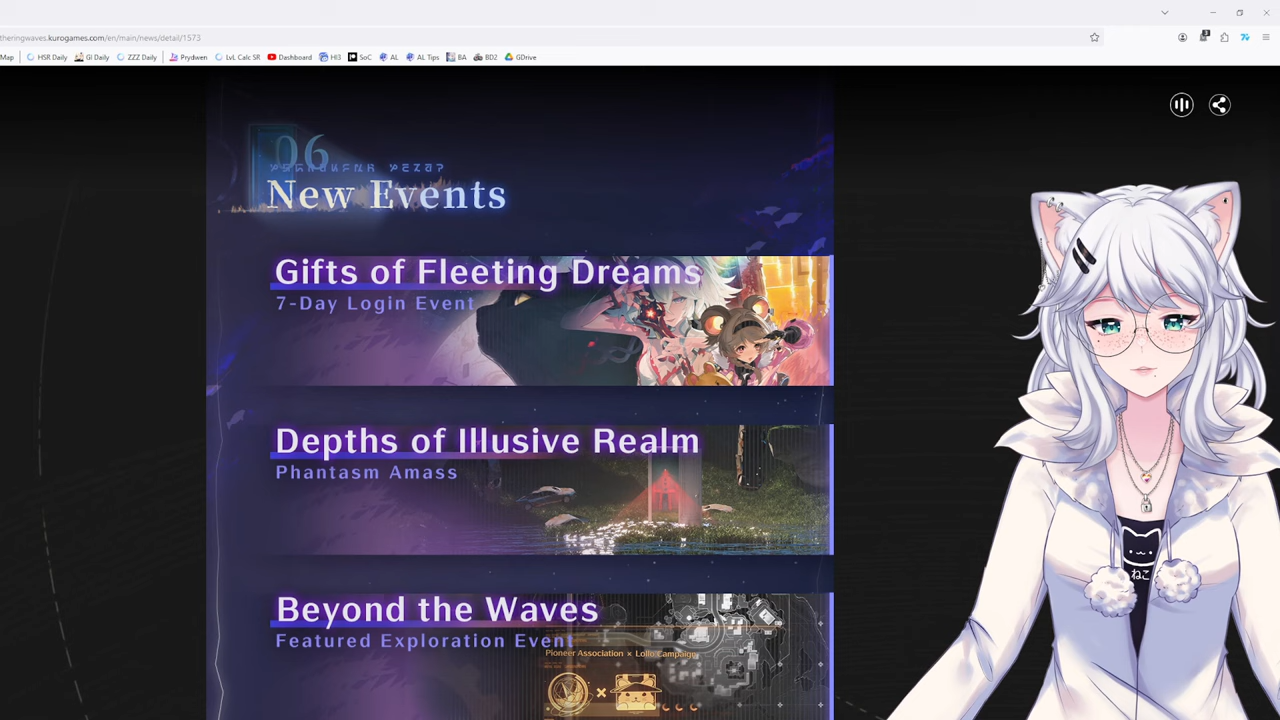 theringwaves.kurogames.com/en/main/news/detail/1573
Map HSR Daily GI Daily ZZZ Daily Prydwen LvL Calc SR Dashboard HI3 SoC AL AL Tips BA BD2 GDrive
06
New Events
Gifts of Fleeting Dreams
7-Day Login Event
Depths of Illusive Realm
Phantasm Amass
Beyond the Waves
Featured Exploration Event
Pioneer Association × Lollo Campaign
ねこ